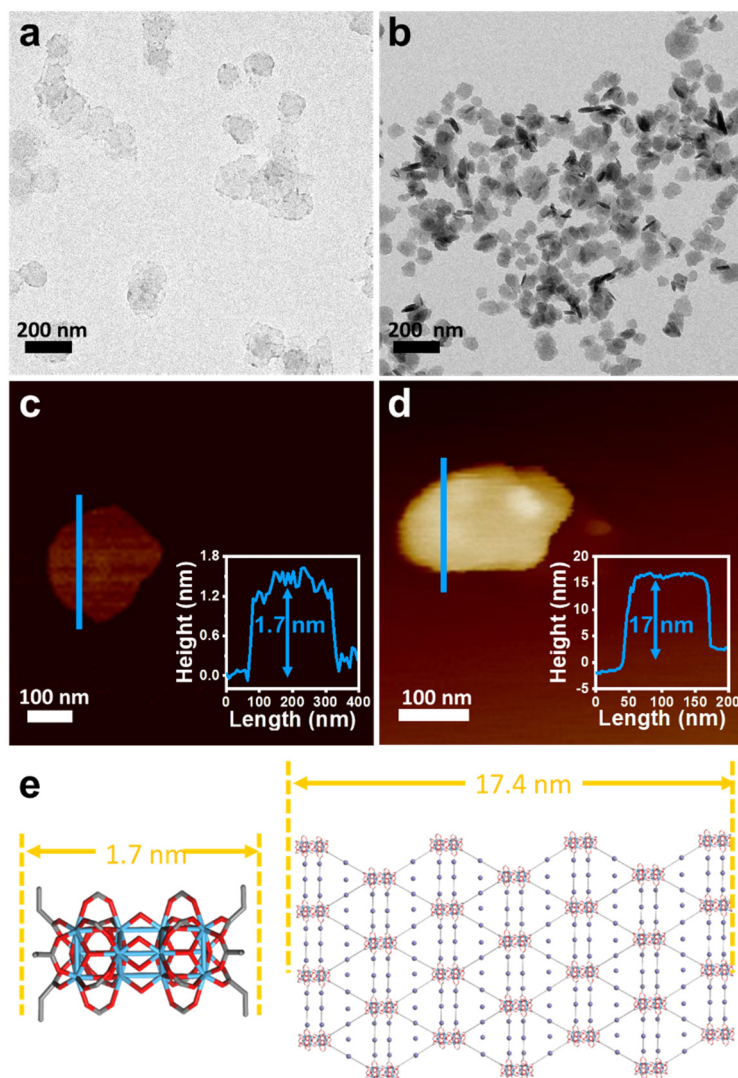 a
b
200 nm
200 nm
c
d
Height (nm)
1.8
1.2
0.6
0.0
1.7 nm
0 100 200 300 400
Length (nm)
100 nm
Height (nm)
20
15
10
5
0
-5
17 nm
0 50 100 150 200
Length (nm)
100 nm
e
17.4 nm
1.7 nm